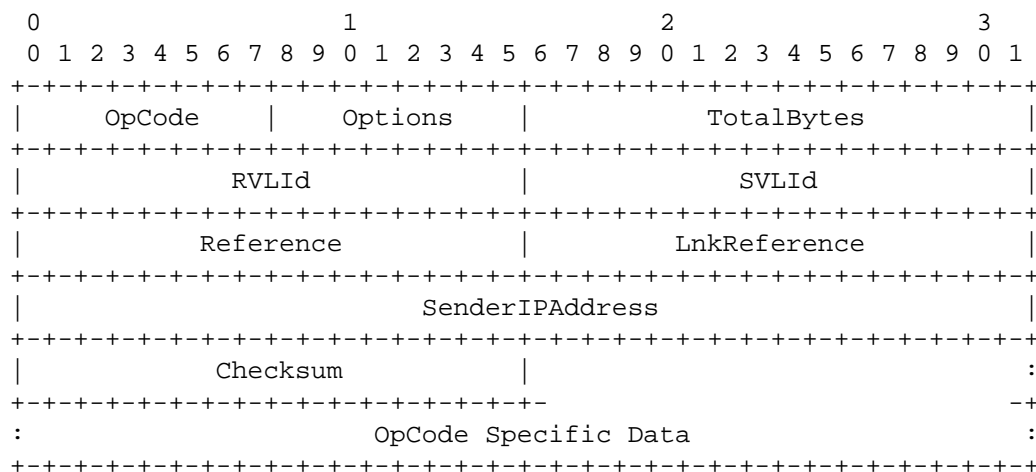 0                   1                   2                   3
 0 1 2 3 4 5 6 7 8 9 0 1 2 3 4 5 6 7 8 9 0 1 2 3 4 5 6 7 8 9 0 1
+-+-+-+-+-+-+-+-+-+-+-+-+-+-+-+-+-+-+-+-+-+-+-+-+-+-+-+-+-+-+-+-+
|     OpCode    |    Options    |           TotalBytes          |
+-+-+-+-+-+-+-+-+-+-+-+-+-+-+-+-+-+-+-+-+-+-+-+-+-+-+-+-+-+-+-+-+
|             RVLId             |             SVLId             |
+-+-+-+-+-+-+-+-+-+-+-+-+-+-+-+-+-+-+-+-+-+-+-+-+-+-+-+-+-+-+-+-+
|           Reference           |         LnkReference          |
+-+-+-+-+-+-+-+-+-+-+-+-+-+-+-+-+-+-+-+-+-+-+-+-+-+-+-+-+-+-+-+-+
|                         SenderIPAddress                       |
+-+-+-+-+-+-+-+-+-+-+-+-+-+-+-+-+-+-+-+-+-+-+-+-+-+-+-+-+-+-+-+-+
|            Checksum           |                               :
+-+-+-+-+-+-+-+-+-+-+-+-+-+-+-+-+-                             -+
:                      OpCode Specific Data                     :
+-+-+-+-+-+-+-+-+-+-+-+-+-+-+-+-+-+-+-+-+-+-+-+-+-+-+-+-+-+-+-+-+